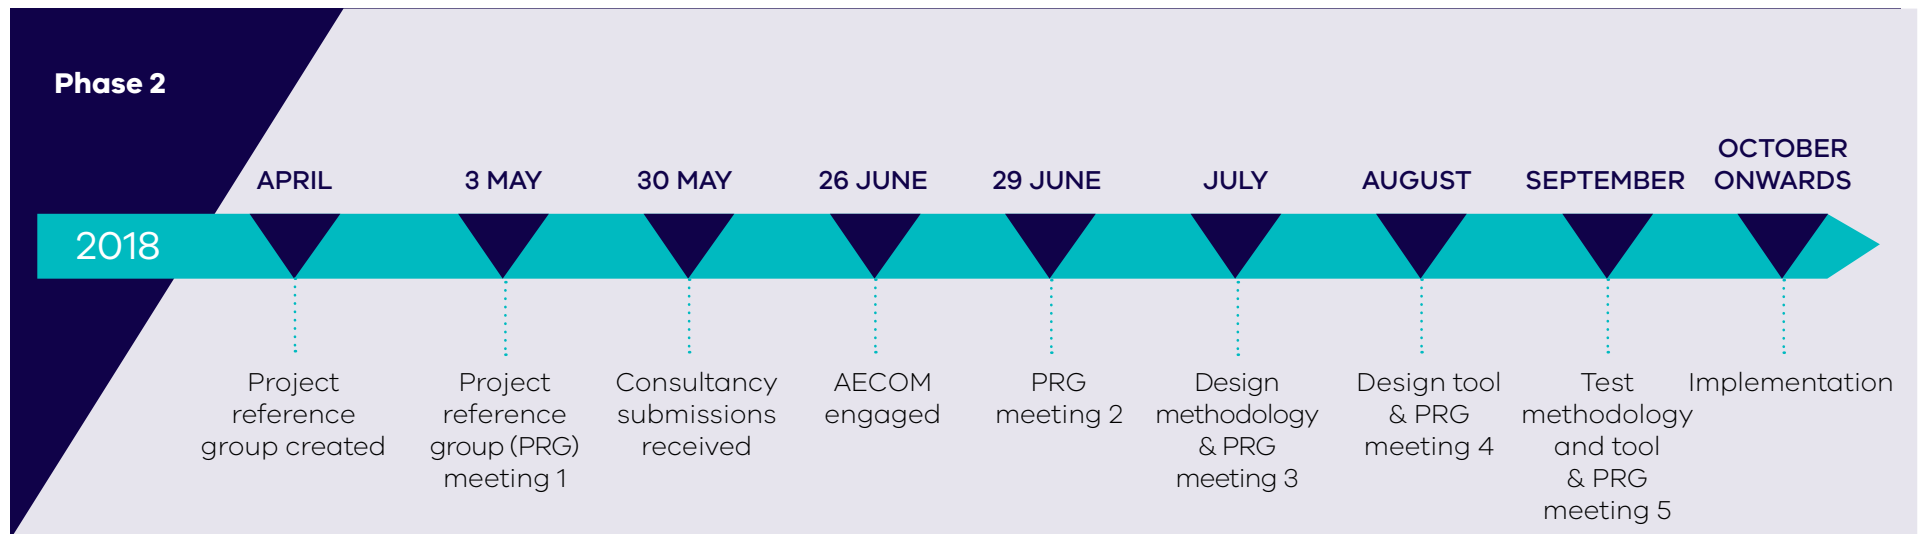 Phase 2
APRIL
3 MAY
30 MAY
26 JUNE
29 JUNE
JULY
AUGUST
SEPTEMBER
OCTOBER
ONWARDS
2018
Project
reference
group created
Project
reference
group (PRG)
meeting 1
Consultancy
submissions
received
AECOM
engaged
PRG
meeting 2
Design
methodology
& PRG
meeting 3
Design tool
& PRG
meeting 4
Test
methodology
and tool
& PRG
meeting 5
Implementation